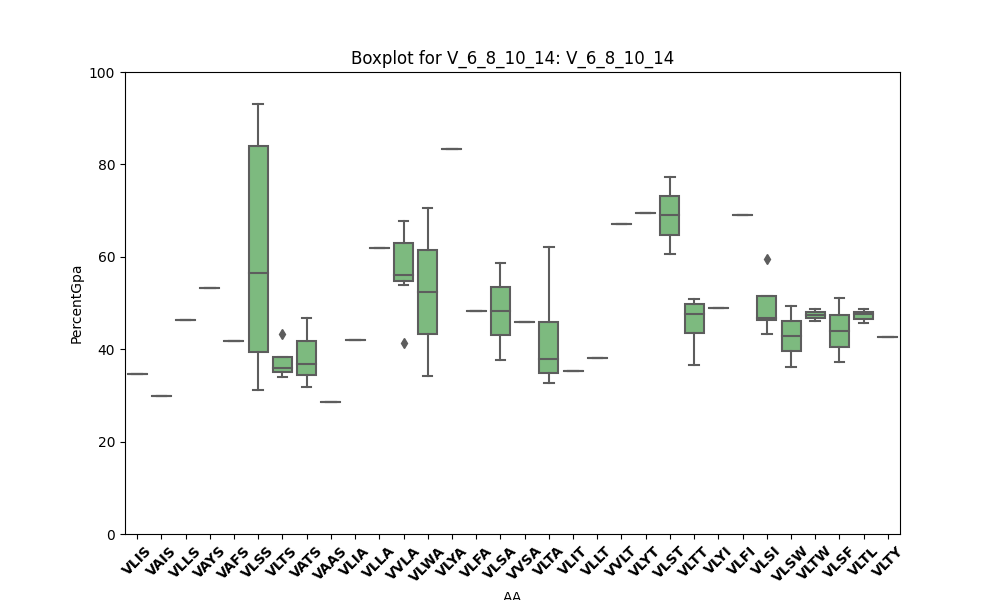 Boxplot for V_6_8_10_14: V_6_8_10_14
100
80
60
40
20
0
PercentGpa
VLIS VAIS VLLS VAYS VAFS VLSS VLTS VATS VAAS VLIA VLLA VVLA VLWA VLYA VLFA VLSA VVSA VLTA VLIT VLLT VVLT VLYT VLST VLTT VLYI VLFI VLSI VLSW VLTW VLSF VLTL VLTY
AA